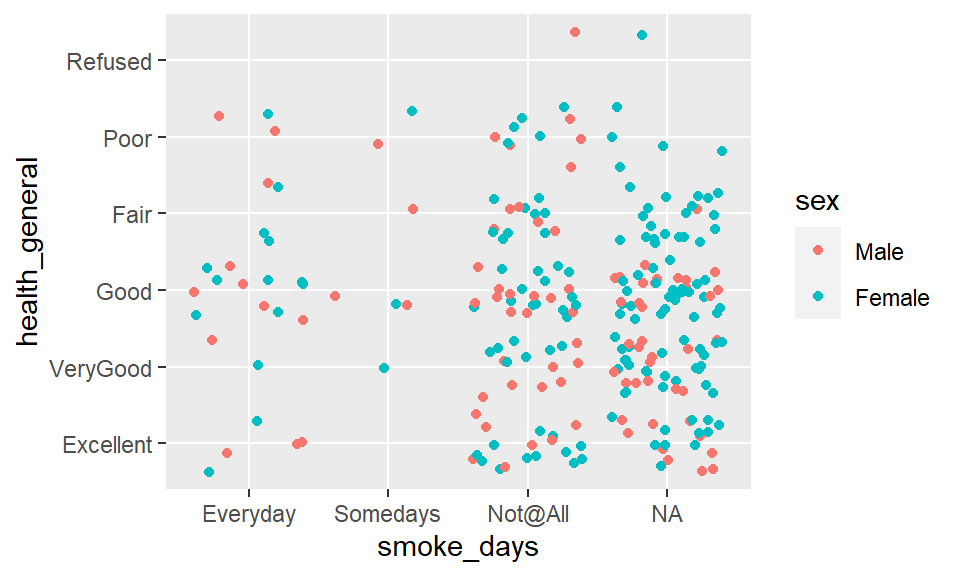 Refused
Poor
Fair
Good
VeryGood
Excellent
health_general
Everyday
Somedays
Not@All
NA
smoke_days
sex
Male
Female